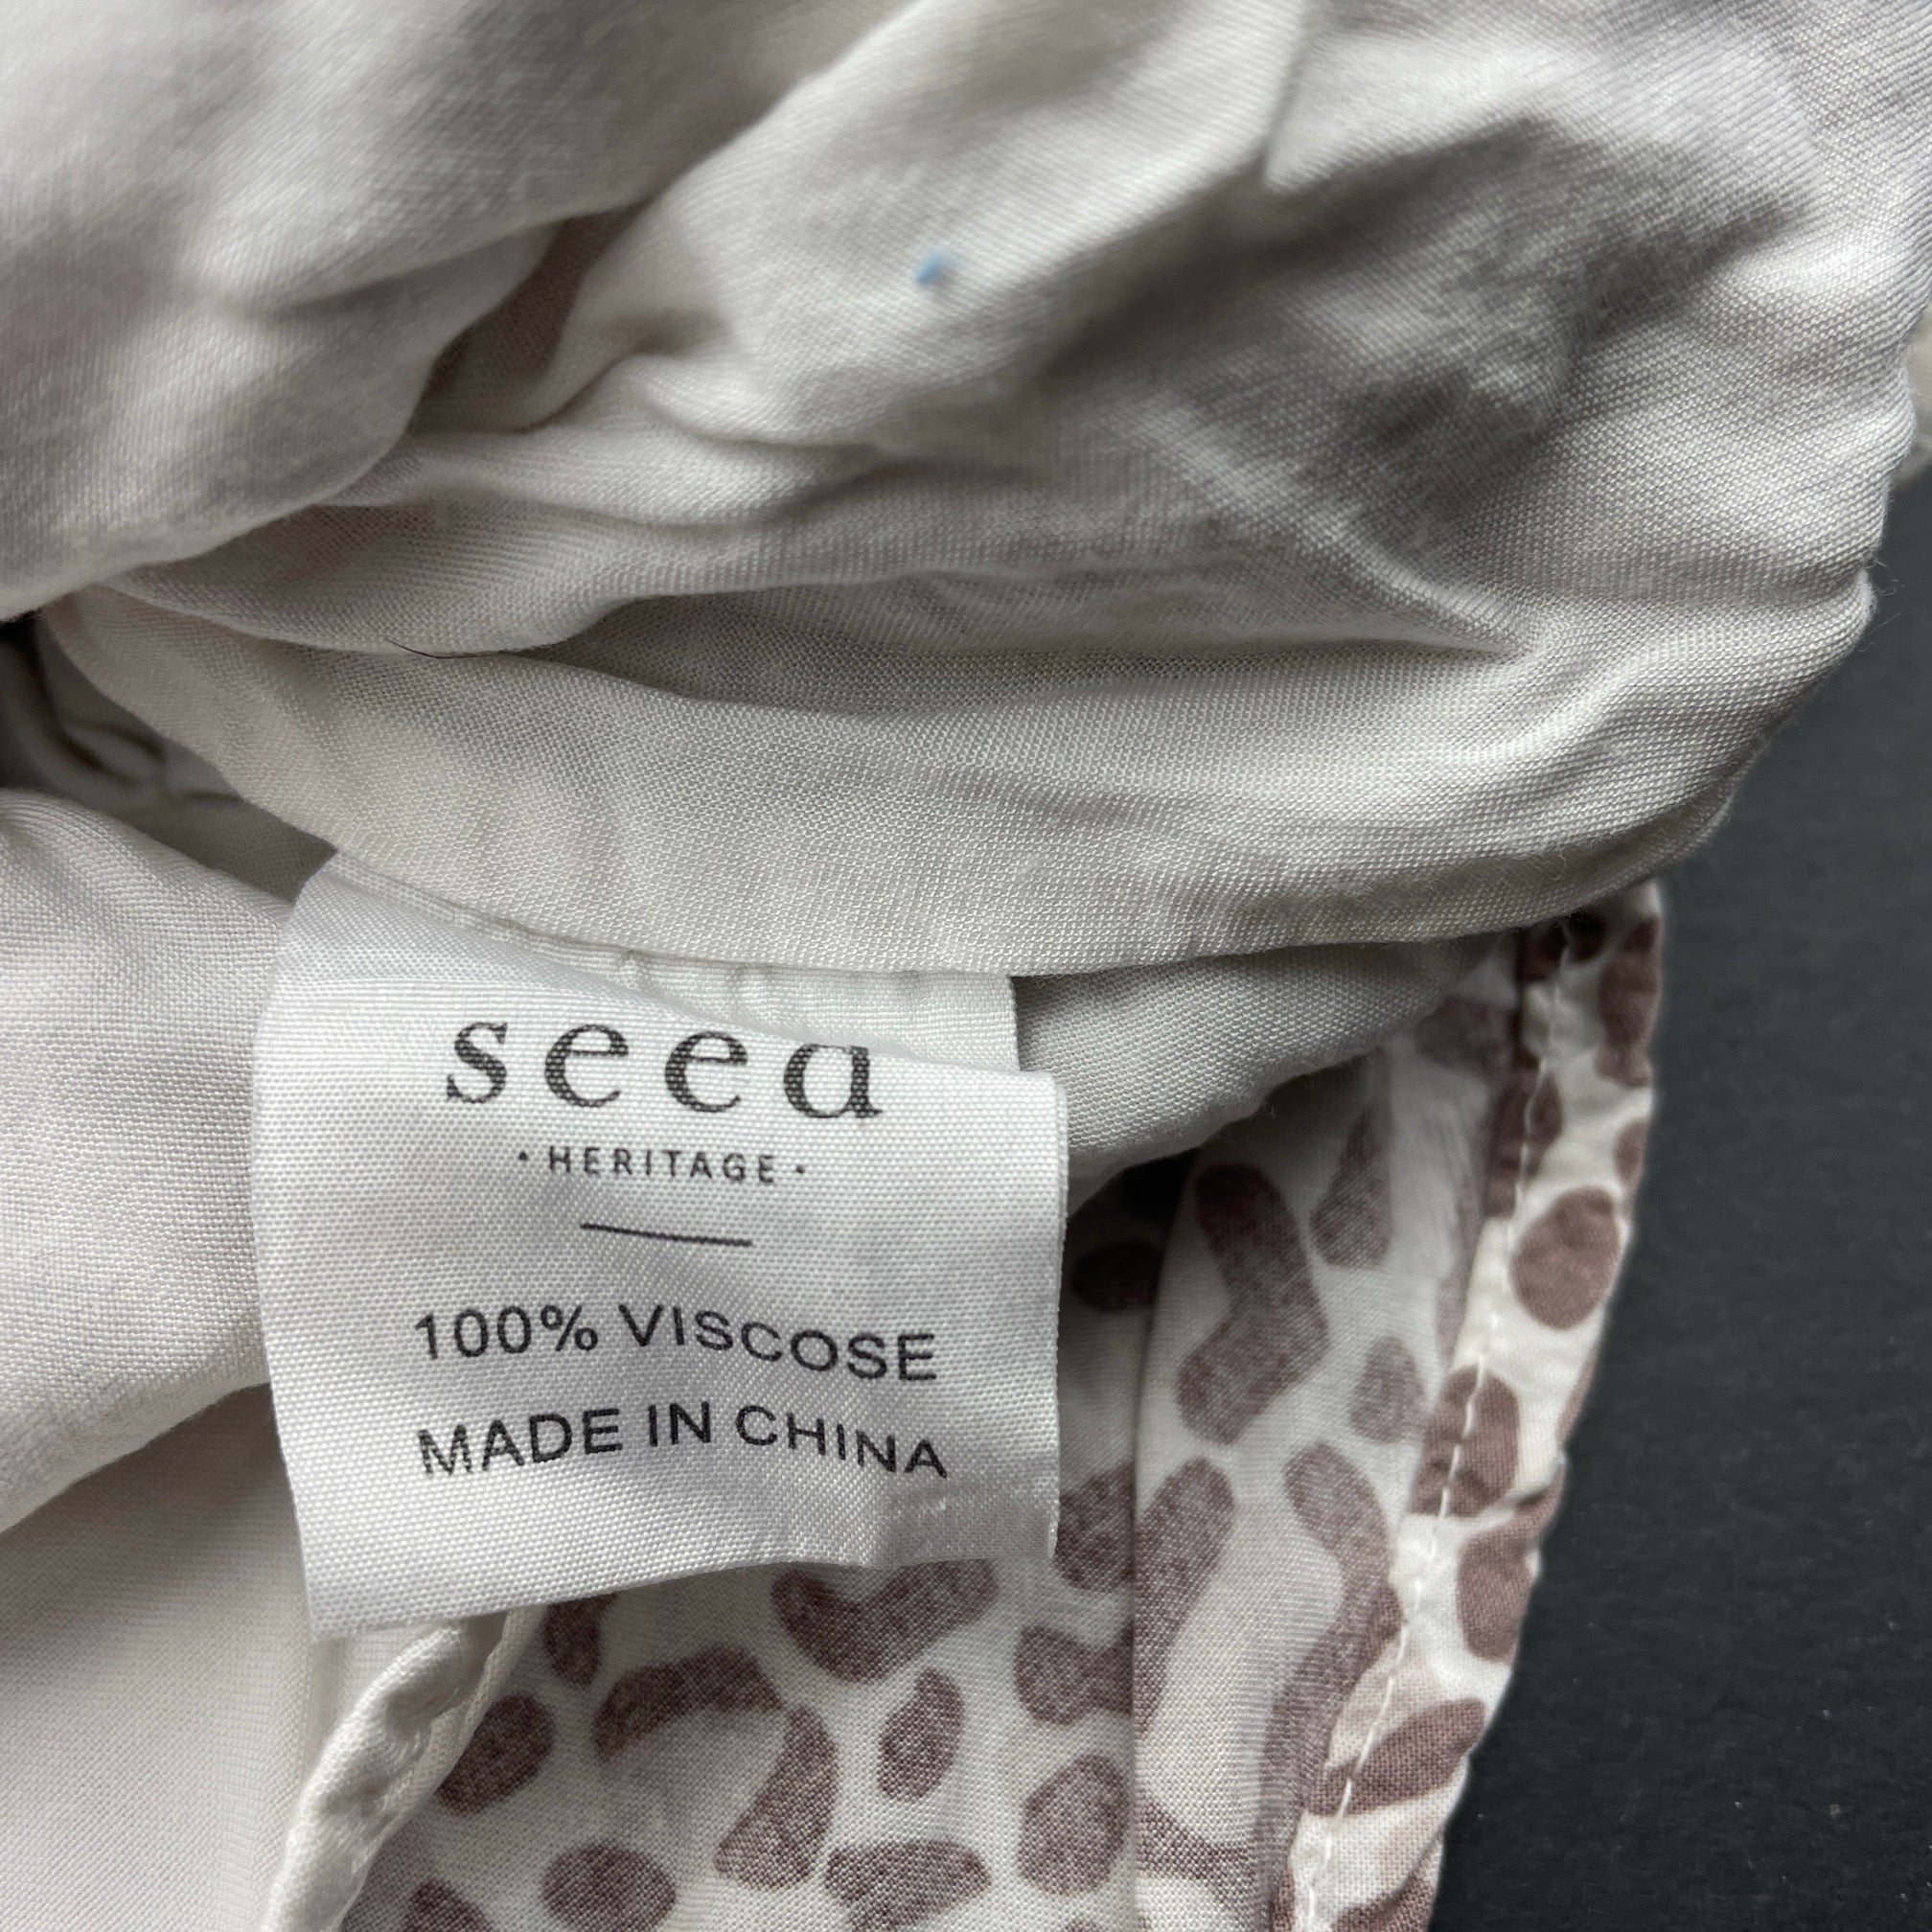 seed
• HERITAGE •
100% VISCOSE
MADE IN CHINA